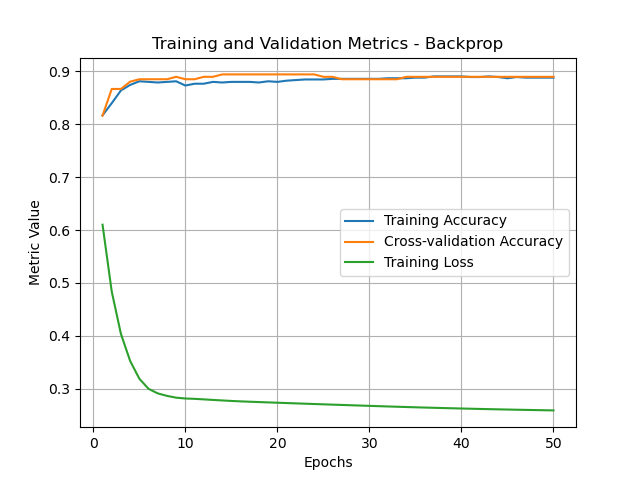 Training and Validation Metrics - Backprop
0.9
0.8
0.7
0.6
0.5
0.4
0.3
Metric Value
Training Accuracy
Cross-validation Accuracy
Training Loss
0 10 20 30 40 50
Epochs